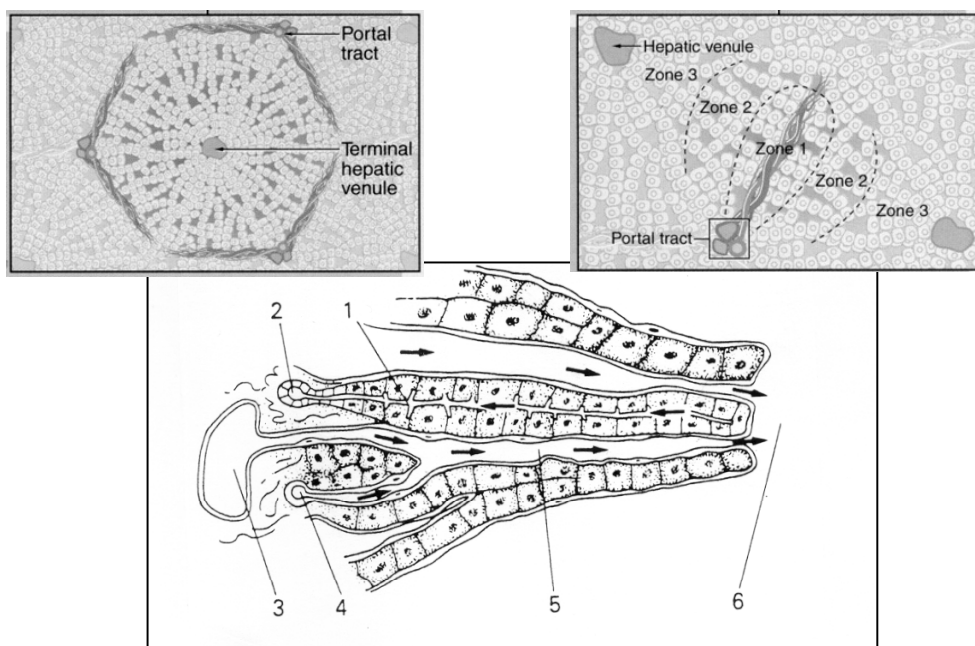 Portal
tract
Terminal
hepatic
venule
Hepatic venule
Zone 3
Zone 2
Zone 1
Zone 2
Zone 3
Portal tract
2 1
3 4 5 6